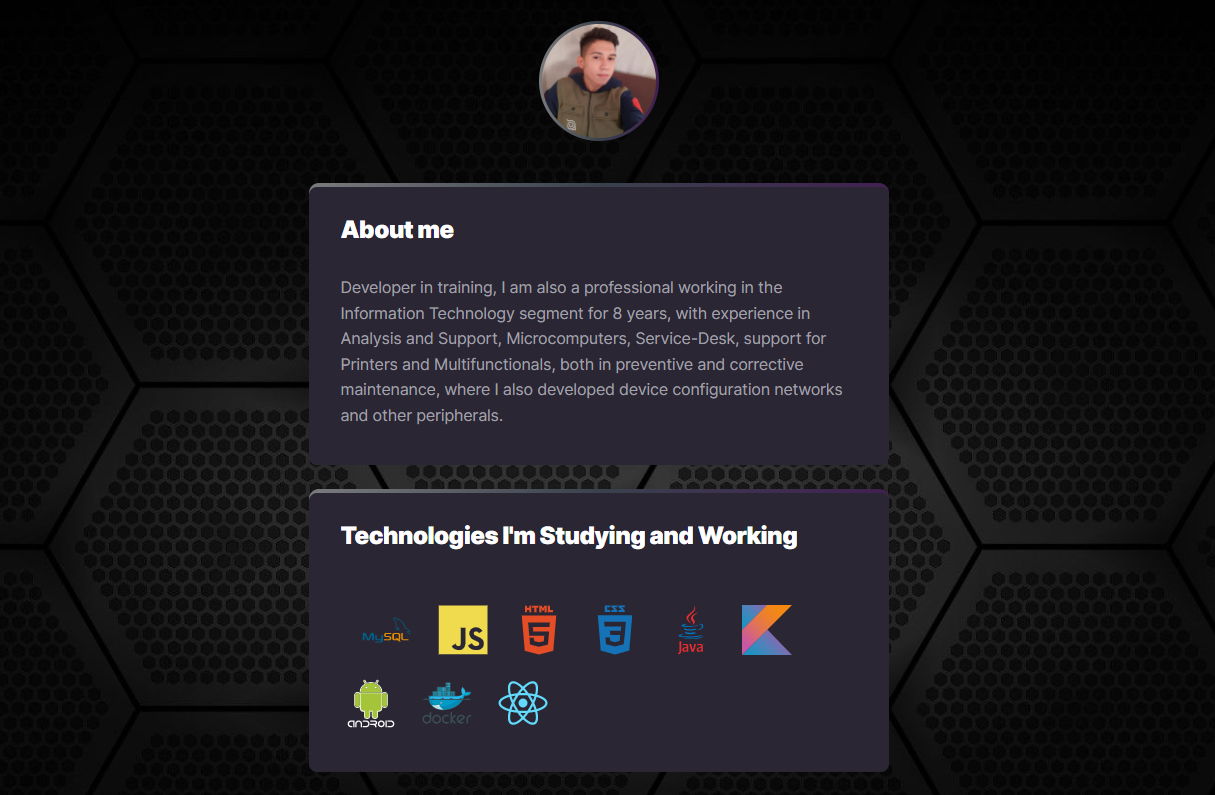 About me
Developer in training, I am also a professional working in the
Information Technology segment for 8 years, with experience in
Analysis and Support, Microcomputers, Service-Desk, support for
Printers and Multifunctionals, both in preventive and corrective
maintenance, where I also developed device configuration networks
and other peripherals.
Technologies I'm Studying and Working
MySQL
JS
HTML
5
CSS
3
Java
android
docker